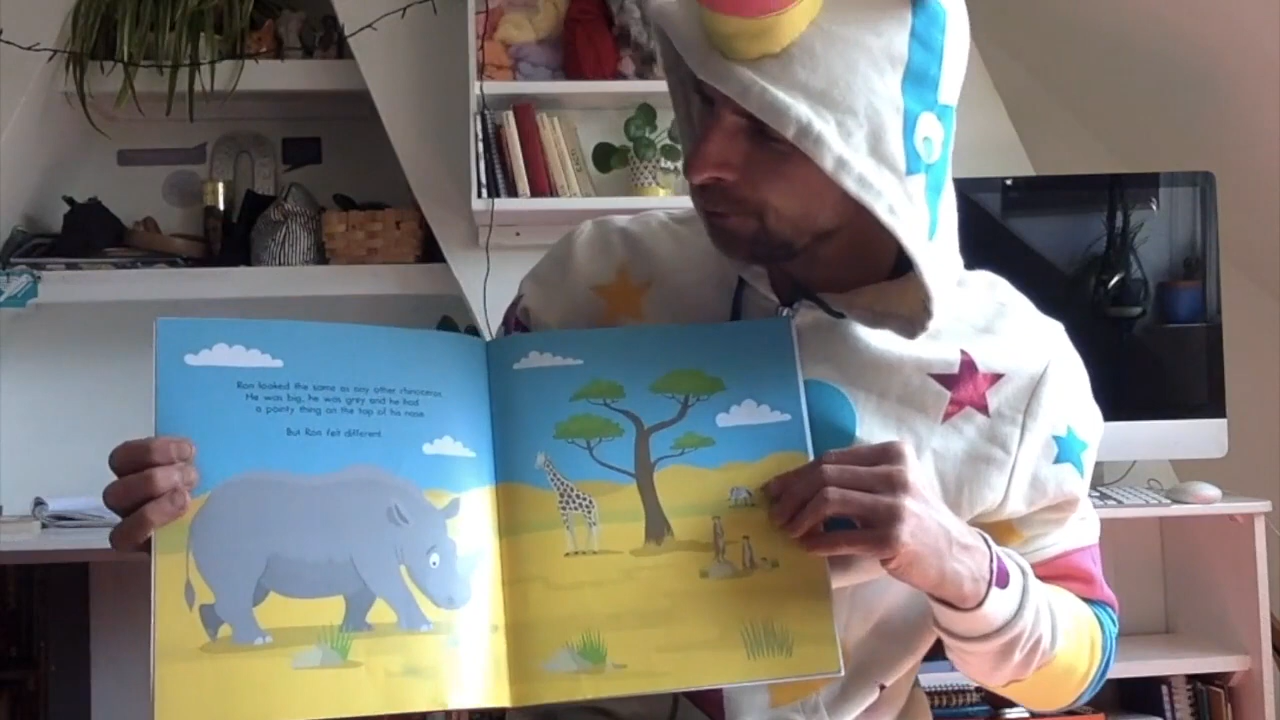 Ron looked the same as any other rhinoceros.
He was big, he was grey and he had
a pointy thing on the top of his nose.
But Ron felt different.